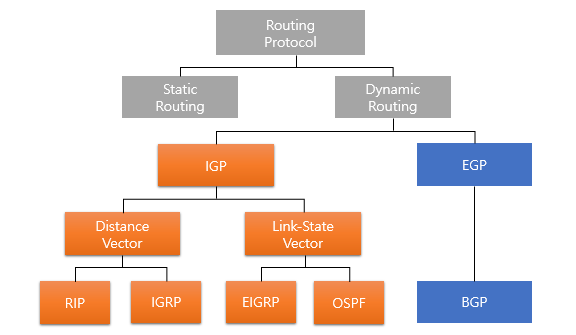 Routing
Protocol
Static
Routing
Dynamic
Routing
IGP
EGP
Distance
Vector
Link-State
Vector
RIP
IGRP
EIGRP
OSPF
BGP